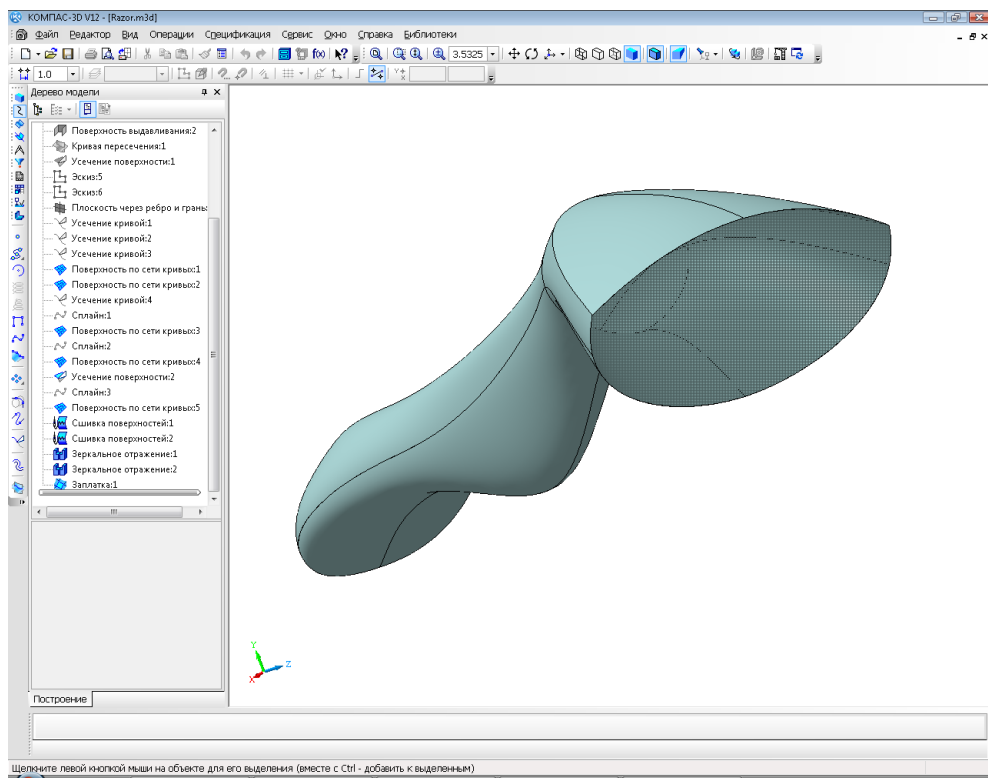 КОМПАС-3D V12 - [Razor.m3d]
Файл Редактор Вид Операции Спецификация Сервис Окно Справка Библиотеки
f(x) 3.5325
1.0
Дерево модели
Поверхность выдавливания:2
Кривая пересечения:1
Усечение поверхности:1
Эскиз:5
Эскиз:6
Плоскость через ребро и грань:
Усечение кривой:1
Усечение кривой:2
Усечение кривой:3
Поверхность по сети кривых:1
Поверхность по сети кривых:2
Усечение кривой:4
Сплайн:1
Поверхность по сети кривых:3
Сплайн:2
Поверхность по сети кривых:4
Усечение поверхности:2
Сплайн:3
Поверхность по сети кривых:5
Сшивка поверхностей:1
Сшивка поверхностей:2
Зеркальное отражение:1
Зеркальное отражение:2
Заплатка:1
Y
Z
X
Построение
Щелкните левой кнопкой мыши на объекте для его выделения (вместе с Ctrl - добавить к выделенным)